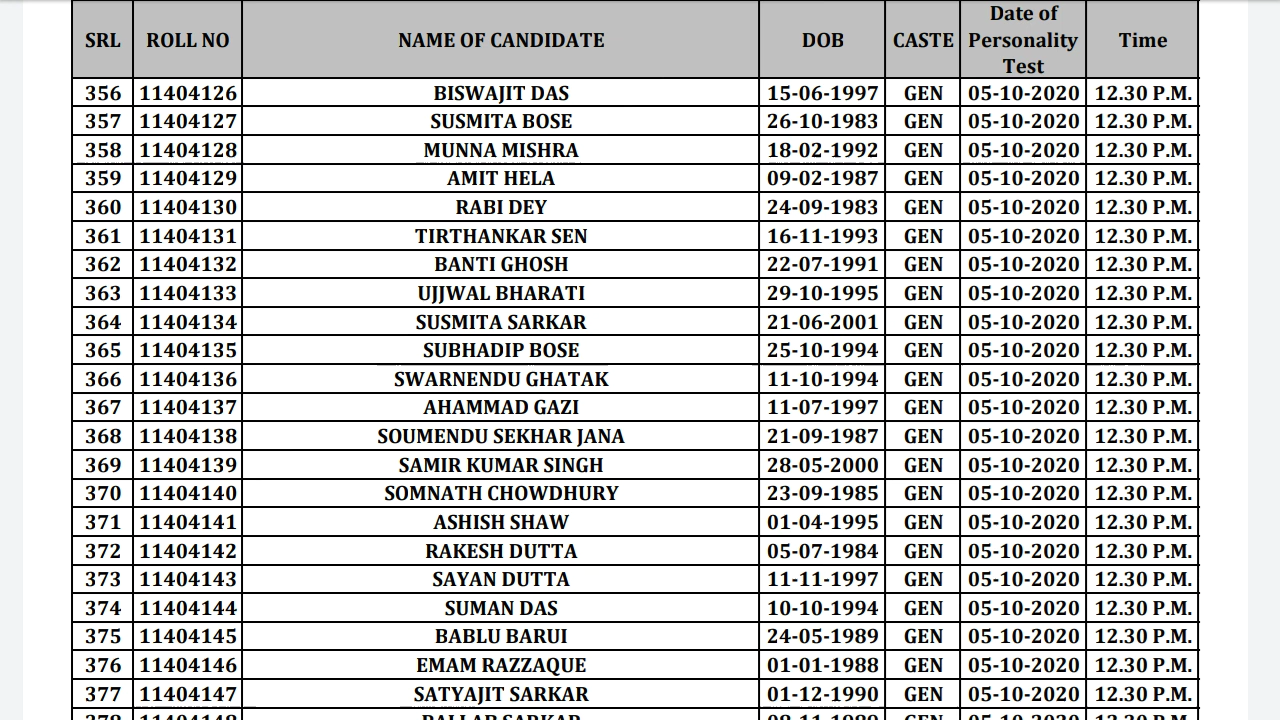 SRL ROLL NO NAME OF CANDIDATE DOB CASTE Date of Personality Test Time
356 11404126 BISWAJIT DAS 15-06-1997 GEN 05-10-2020 12.30 P.M.
357 11404127 SUSMITA BOSE 26-10-1983 GEN 05-10-2020 12.30 P.M.
358 11404128 MUNNA MISHRA 18-02-1992 GEN 05-10-2020 12.30 P.M.
359 11404129 AMIT HELA 09-02-1987 GEN 05-10-2020 12.30 P.M.
360 11404130 RABI DEY 24-09-1983 GEN 05-10-2020 12.30 P.M.
361 11404131 TIRTHANKAR SEN 16-11-1993 GEN 05-10-2020 12.30 P.M.
362 11404132 BANTI GHOSH 22-07-1991 GEN 05-10-2020 12.30 P.M.
363 11404133 UJJWAL BHARATI 29-10-1995 GEN 05-10-2020 12.30 P.M.
364 11404134 SUSMITA SARKAR 21-06-2001 GEN 05-10-2020 12.30 P.M.
365 11404135 SUBHADIP BOSE 25-10-1994 GEN 05-10-2020 12.30 P.M.
366 11404136 SWARNENDU GHATAK 11-10-1994 GEN 05-10-2020 12.30 P.M.
367 11404137 AHAMMAD GAZI 11-07-1997 GEN 05-10-2020 12.30 P.M.
368 11404138 SOUMENDU SEKHAR JANA 21-09-1987 GEN 05-10-2020 12.30 P.M.
369 11404139 SAMIR KUMAR SINGH 28-05-2000 GEN 05-10-2020 12.30 P.M.
370 11404140 SOMNATH CHOWDHURY 23-09-1985 GEN 05-10-2020 12.30 P.M.
371 11404141 ASHISH SHAW 01-04-1995 GEN 05-10-2020 12.30 P.M.
372 11404142 RAKESH DUTTA 05-07-1984 GEN 05-10-2020 12.30 P.M.
373 11404143 SAYAN DUTTA 11-11-1997 GEN 05-10-2020 12.30 P.M.
374 11404144 SUMAN DAS 10-10-1994 GEN 05-10-2020 12.30 P.M.
375 11404145 BABLU BARUI 24-05-1989 GEN 05-10-2020 12.30 P.M.
376 11404146 EMAM RAZZAQUE 01-01-1988 GEN 05-10-2020 12.30 P.M.
377 11404147 SATYAJIT SARKAR 01-12-1990 GEN 05-10-2020 12.30 P.M.